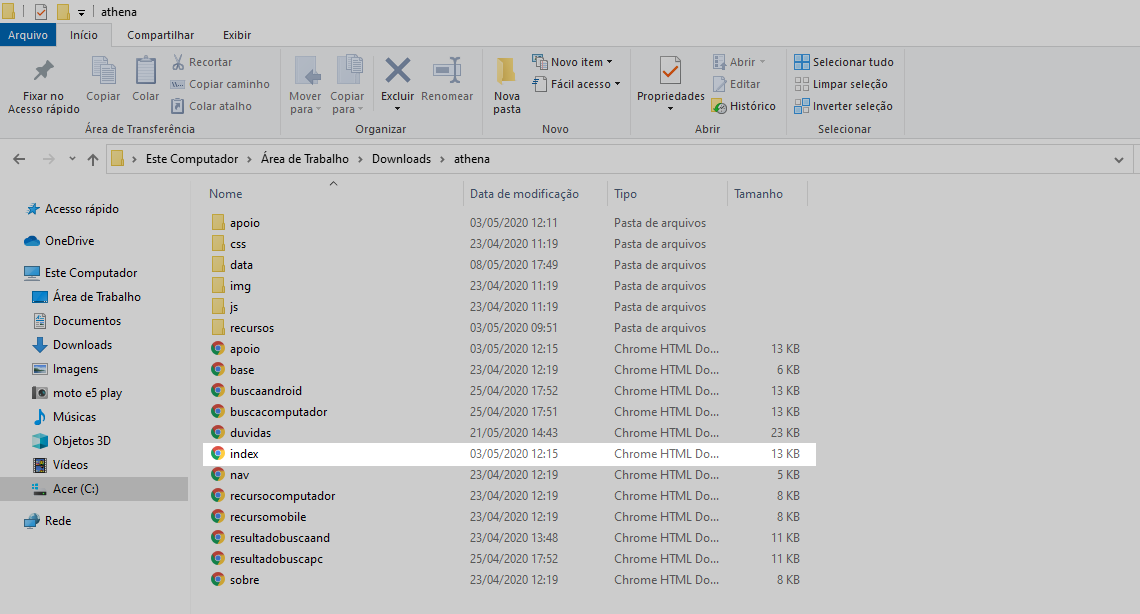 athena
Arquivo Início Compartilhar Exibir
Fixar no Acesso rápido
Copiar
Colar
Recortar
Copiar caminho
Colar atalho
Área de Transferência
Mover para
Copiar para
Excluir
Renomear
Organizar
Nova pasta
Novo item
Fácil acesso
Novo
Propriedades
Abrir
Editar
Histórico
Abrir
Selecionar tudo
Limpar seleção
Inverter seleção
Selecionar
Este Computador > Área de Trabalho > Downloads > athena
Acesso rápido
OneDrive
Este Computador
Área de Trabalho
Documentos
Downloads
Imagens
moto e5 play
Músicas
Objetos 3D
Vídeos
Acer (C:)
Rede
Nome Data de modificação Tipo Tamanho
apoio 03/05/2020 12:11 Pasta de arquivos
css 23/04/2020 11:19 Pasta de arquivos
data 08/05/2020 17:49 Pasta de arquivos
img 23/04/2020 11:19 Pasta de arquivos
js 23/04/2020 11:19 Pasta de arquivos
recursos 03/05/2020 09:51 Pasta de arquivos
apoio 03/05/2020 12:15 Chrome HTML Do... 13 KB
base 23/04/2020 12:19 Chrome HTML Do... 6 KB
buscaandroid 25/04/2020 17:52 Chrome HTML Do... 13 KB
buscacomputador 25/04/2020 17:51 Chrome HTML Do... 13 KB
duvidas 21/05/2020 14:43 Chrome HTML Do... 23 KB
index 03/05/2020 12:15 Chrome HTML Do... 13 KB
nav 23/04/2020 12:19 Chrome HTML Do... 5 KB
recursocomputador 23/04/2020 12:19 Chrome HTML Do... 8 KB
recursomobile 23/04/2020 12:19 Chrome HTML Do... 8 KB
resultadobuscaand 23/04/2020 13:48 Chrome HTML Do... 11 KB
resultadobuscapc 25/04/2020 17:52 Chrome HTML Do... 11 KB
sobre 23/04/2020 12:19 Chrome HTML Do... 8 KB